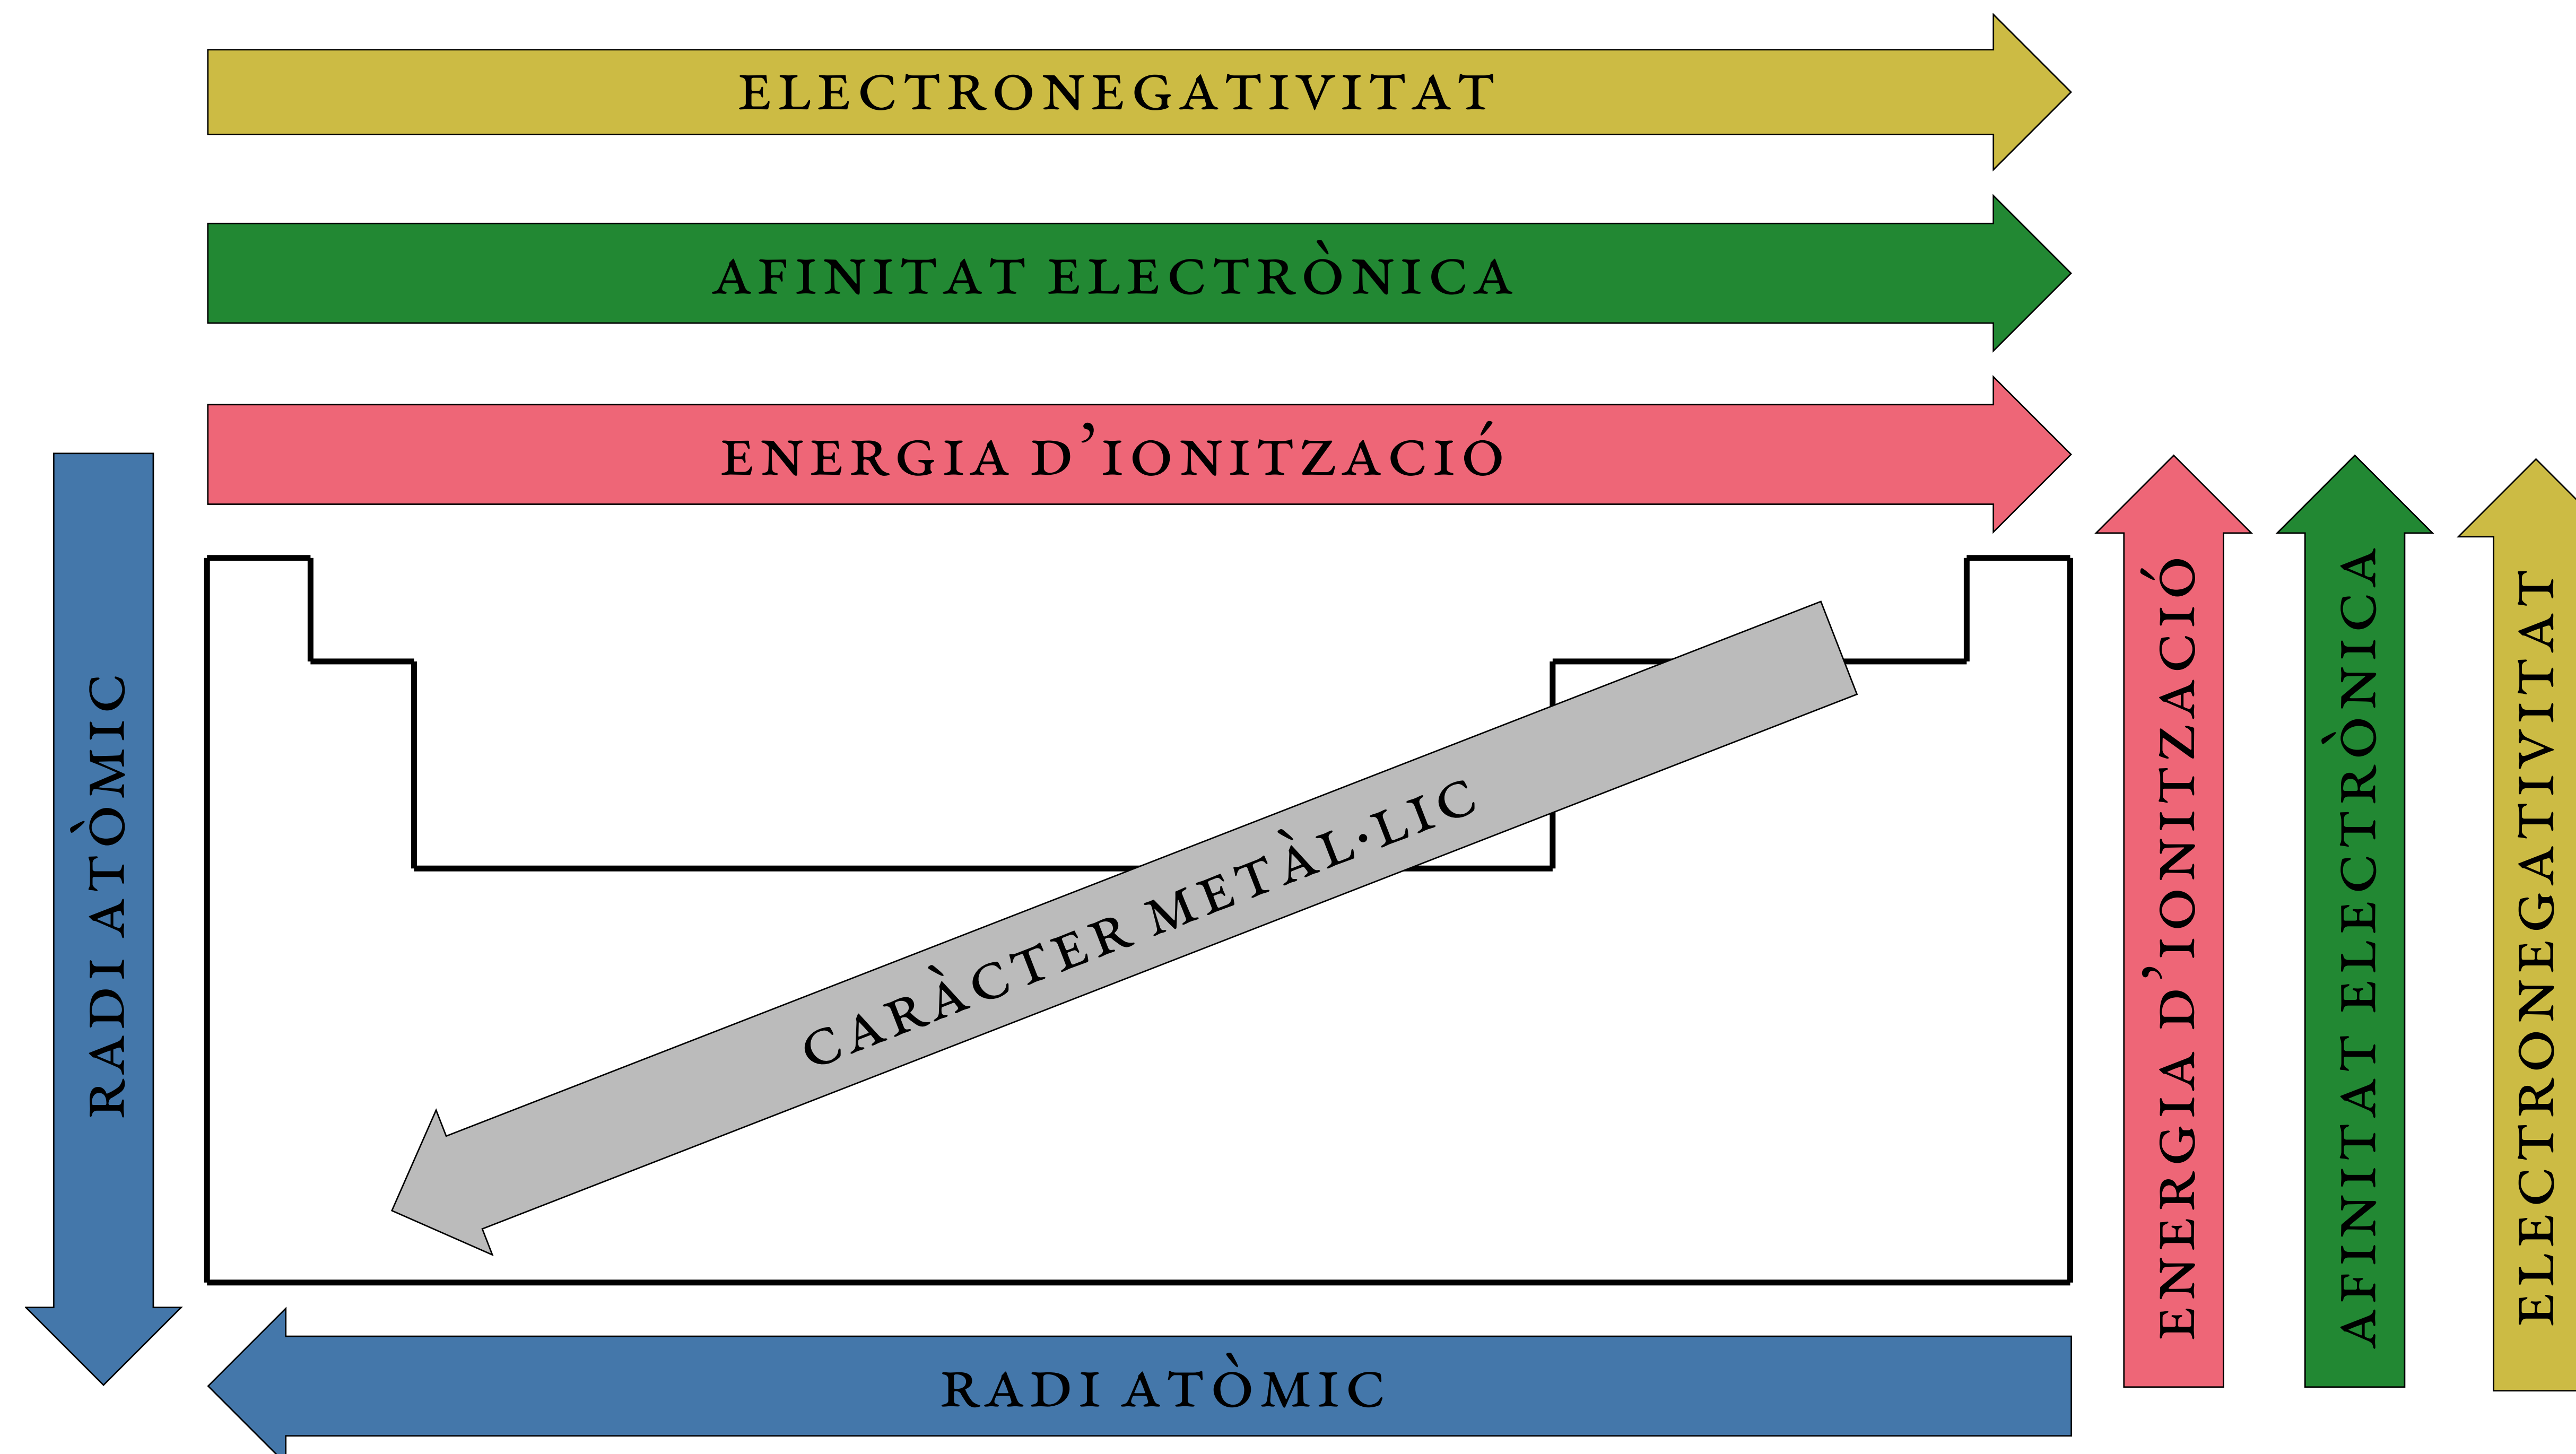 ELECTRONEGATIVITAT
AFINITAT ELECTRÒNICA
ENERGIA D’IONITZACIÓ
RADI ATÒMIC
CARÀCTER METÀL·LIC
ENERGIA D’IONITZACIÓ
AFINITAT ELECTRÒNICA
ELECTRONEGATIVITAT
RADI ATÒMIC